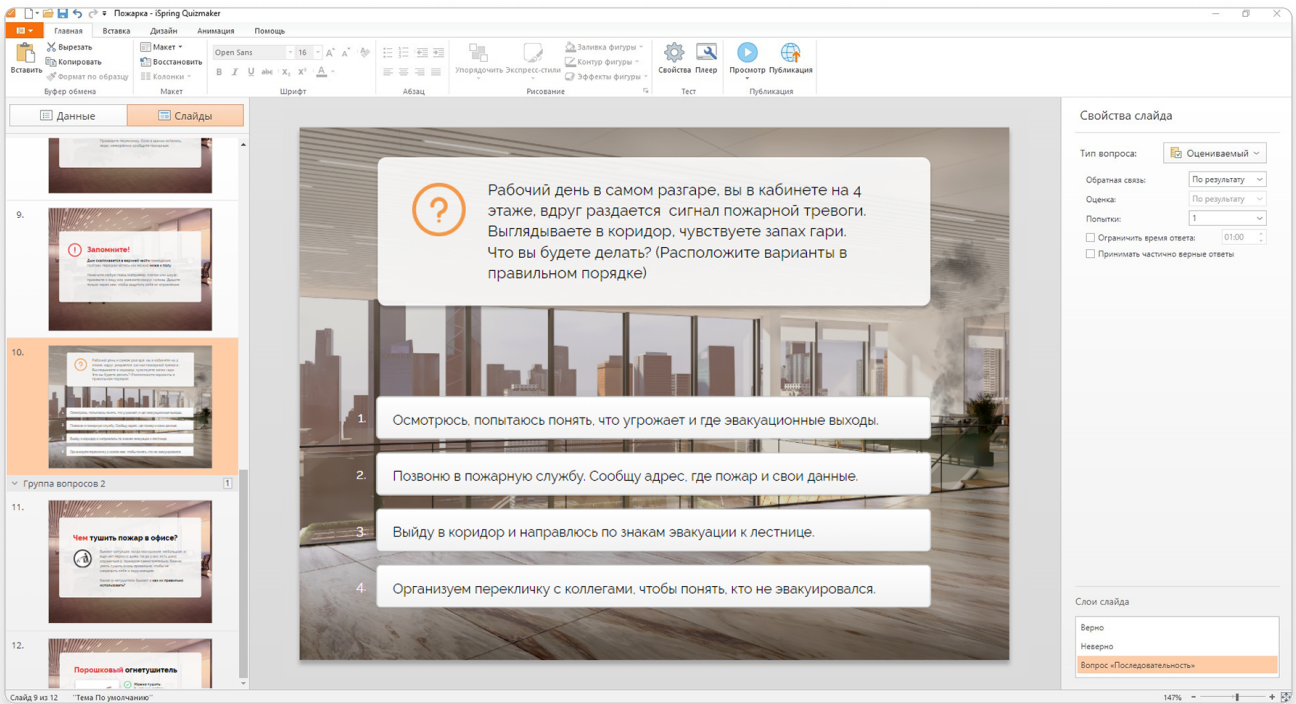 Пожарка - iSpring Quizmaker
Главная Вставка Дизайн Анимация Помощь
Вставить
Вырезать
Копировать
Формат по образцу
Буфер обмена
Макет
Восстановить
Колонки
Макет
Open Sans 16
Шрифт
Абзац
Упорядочить Экспресс-стили
Заливка фигуры
Контур фигуры
Эффекты фигуры
Рисование
Свойства Плеер
Тест
Просмотр Публикация
Публикация
Данные Слайды
9.
Запомните!
10.
Группа вопросов 2 1
11.
Чем тушить пожар в офисе?
12.
Порошковый огнетушитель
Рабочий день в самом разгаре, вы в кабинете на 4
этаже, вдруг раздается сигнал пожарной тревоги.
Выглядываете в коридор, чувствуете запах гари.
Что вы будете делать? (Расположите варианты в
правильном порядке)
1. Осмотрюсь, попытаюсь понять, что угрожает и где эвакуационные выходы.
2. Позвоню в пожарную службу. Сообщу адрес, где пожар и свои данные.
3. Выйду в коридор и направлюсь по знакам эвакуации к лестнице.
4. Организуем перекличку с коллегами, чтобы понять, кто не эвакуировался.
Свойства слайда
Тип вопроса: Оцениваемый
Обратная связь: По результату
Оценка: По результату
Попытки: 1
Ограничить время ответа: 01:00
Принимать частично верные ответы
Слои слайда
Верно
Неверно
Вопрос «Последовательность»
Слайд 9 из 12 "Тема По умолчанию"
147%